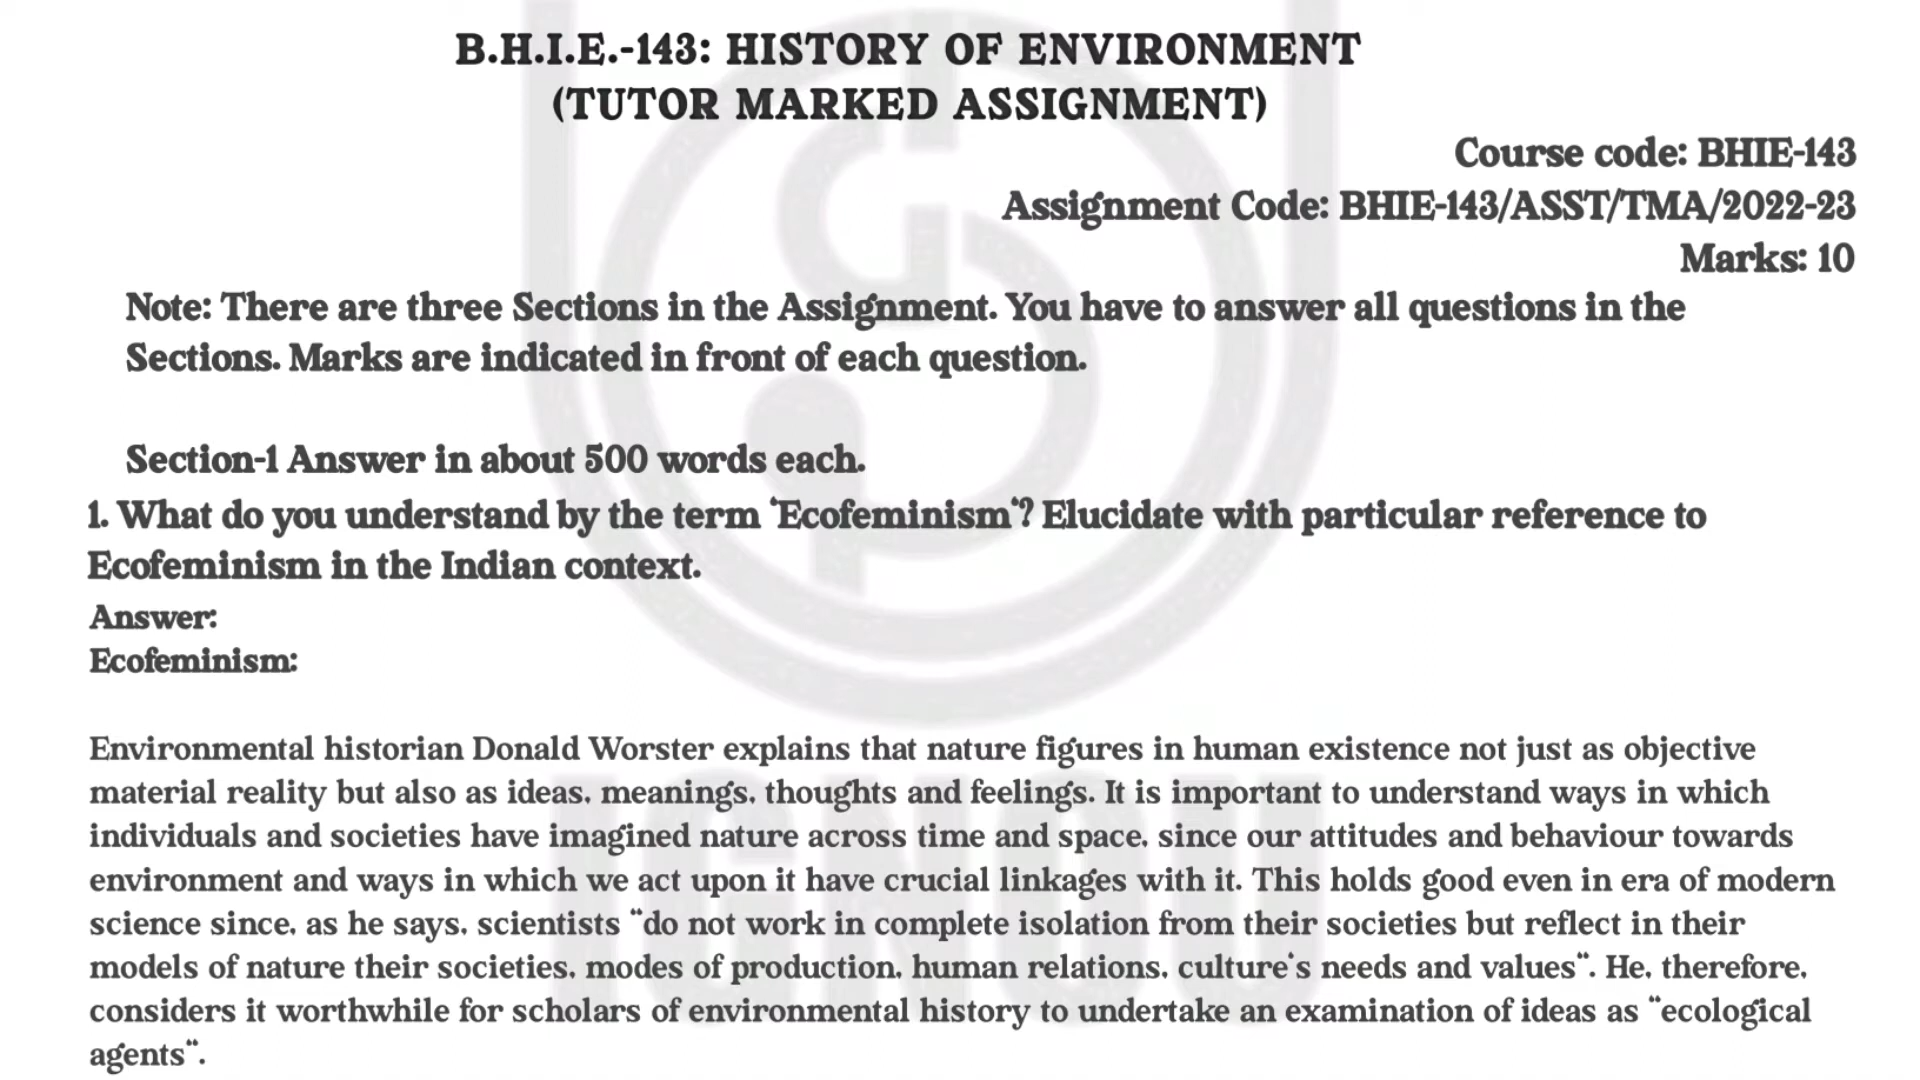 B.H.I.E.-143: HISTORY OF ENVIRONMENT
(TUTOR MARKED ASSIGNMENT)
Course code: BHIE-143
Assignment Code: BHIE-143/ASST/TMA/2022-23
Marks: 10
Note: There are three Sections in the Assignment. You have to answer all questions in the
Sections. Marks are indicated in front of each question.
Section-1 Answer in about 500 words each.
1. What do you understand by the term ‘Ecofeminism‘? Elucidate with particular reference to
Ecofeminism in the Indian context.
Answer:
Ecofeminism:
Environmental historian Donald Worster explains that nature figures in human existence not just as objective
material reality but also as ideas, meanings, thoughts and feelings. It is important to understand ways in which
individuals and societies have imagined nature across time and space, since our attitudes and behaviour towards
environment and ways in which we act upon it have crucial linkages with it. This holds good even in era of modern
science since, as he says, scientists “do not work in complete isolation from their societies but reflect in their
models of nature their societies, modes of production, human relations, culture‘s needs and values“. He, therefore,
considers it worthwhile for scholars of environmental history to undertake an examination of ideas as “ecological
agents“.
IGNOU